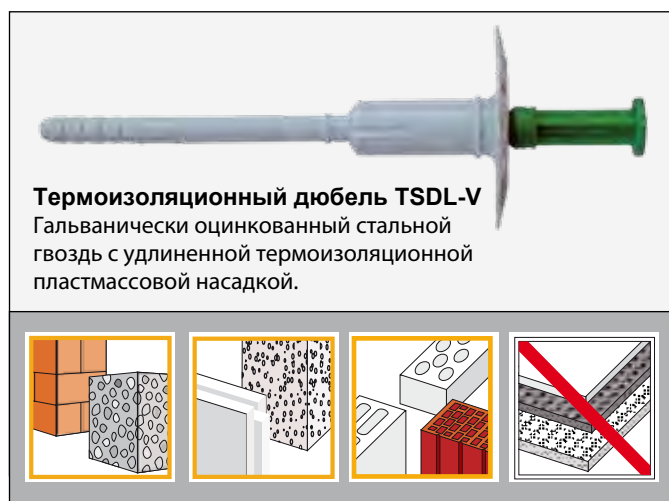 Термоизоляционный дюбель TSDL-V
Гальванически оцинкованный стальной
гвоздь с удлиненной термоизоляционной
пластмассовой насадкой.